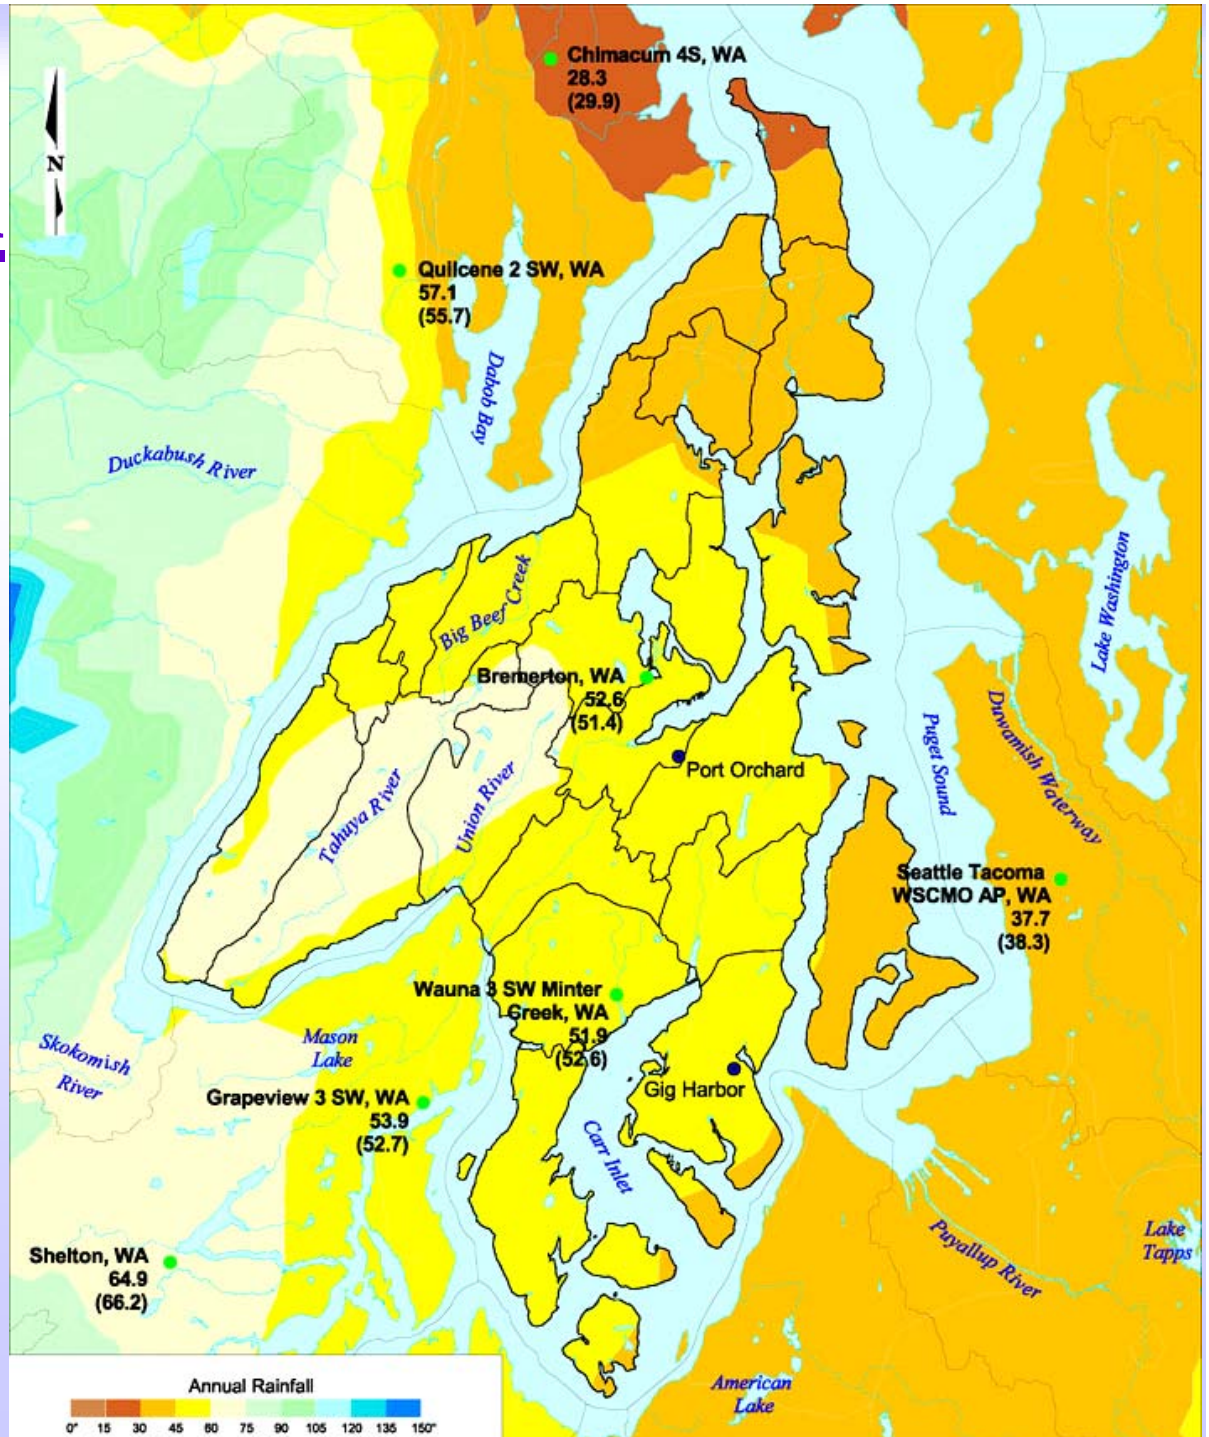 Chimacum 4S, WA
28.3
(29.9)
N
Quilcene 2 SW, WA
57.1
(55.7)
Dabob Bay
Duckabush River
Big Beef Creek
Lake Washington
Bremerton, WA
52.6
(51.4)
Puget Sound
Duwamish Waterway
Port Orchard
Tahuya River
Union River
Seattle Tacoma
WSCMO AP, WA
37.7
(38.3)
Wauna 3 SW Minter
Creek, WA
51.9
(52.6)
Mason
Lake
Skokomish
River
Gig Harbor
Grapeview 3 SW, WA
53.9
(52.7)
Carr Inlet
Puyallup River
Lake
Tapps
Shelton, WA
64.9
(66.2)
American
Lake
Annual Rainfall
0" 15 30 45 60 75 90 105 120 135 150"